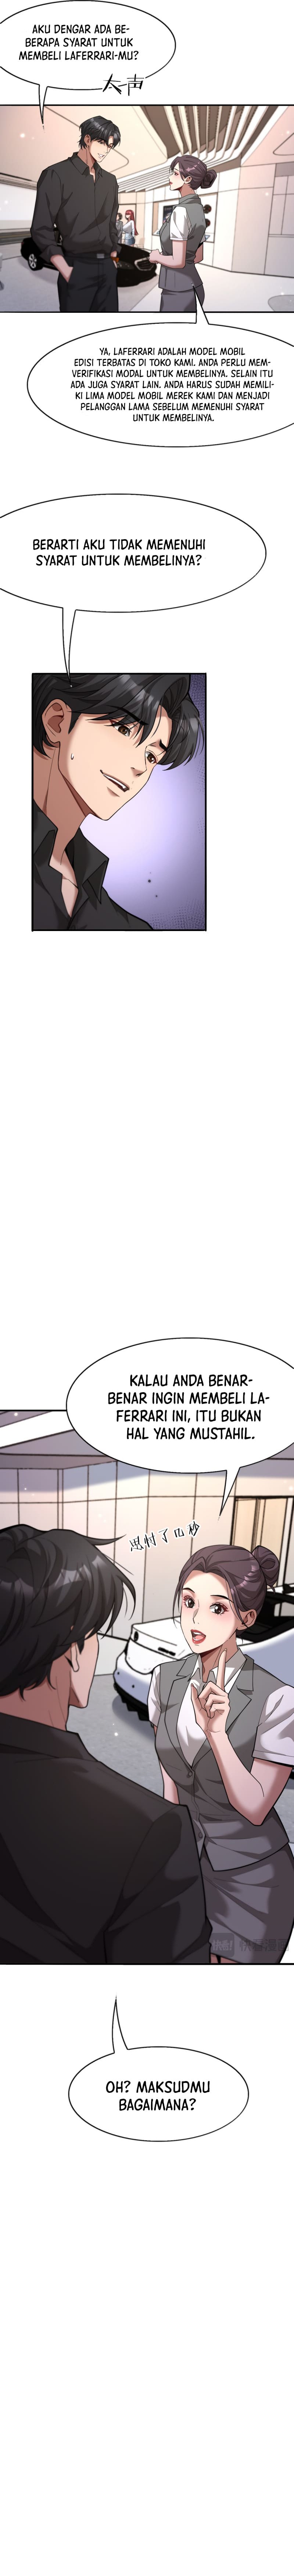 AKU DENGAR ADA BE-
BERAPA SYARAT UNTUK
MEMBELI LAFERRARI-MU?
大声
YA, LAFERRARI ADALAH MODEL MOBIL
EDISI TERBATAS DI TOKO KAMI. ANDA PERLU MEM-
VERIFIKASI MODAL UNTUK MEMBELINYA. SELAIN ITU
ADA JUGA SYARAT LAIN. ANDA HARUS SUDAH MEMILI-
KI LIMA MODEL MOBIL MEREK KAMI DAN MENJADI
PELANGGAN LAMA SEBELUM MEMENUHI SYARAT
UNTUK MEMBELINYA.
BERARTI AKU TIDAK MEMENUHI
SYARAT UNTUK MEMBELINYA?
KALAU ANDA BENAR-
BENAR INGIN MEMBELI LA-
FERRARI INI, ITU BUKAN
HAL YANG MUSTAHIL.
思忖了几秒
OH? MAKSUDMU
BAGAIMANA?